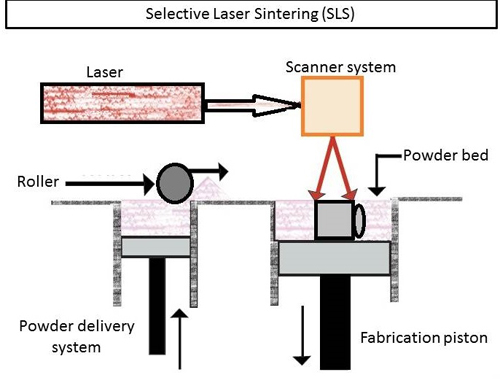 Selective Laser Sintering (SLS)
Laser
Scanner system
Powder bed
Roller
Powder delivery
system
Fabrication piston